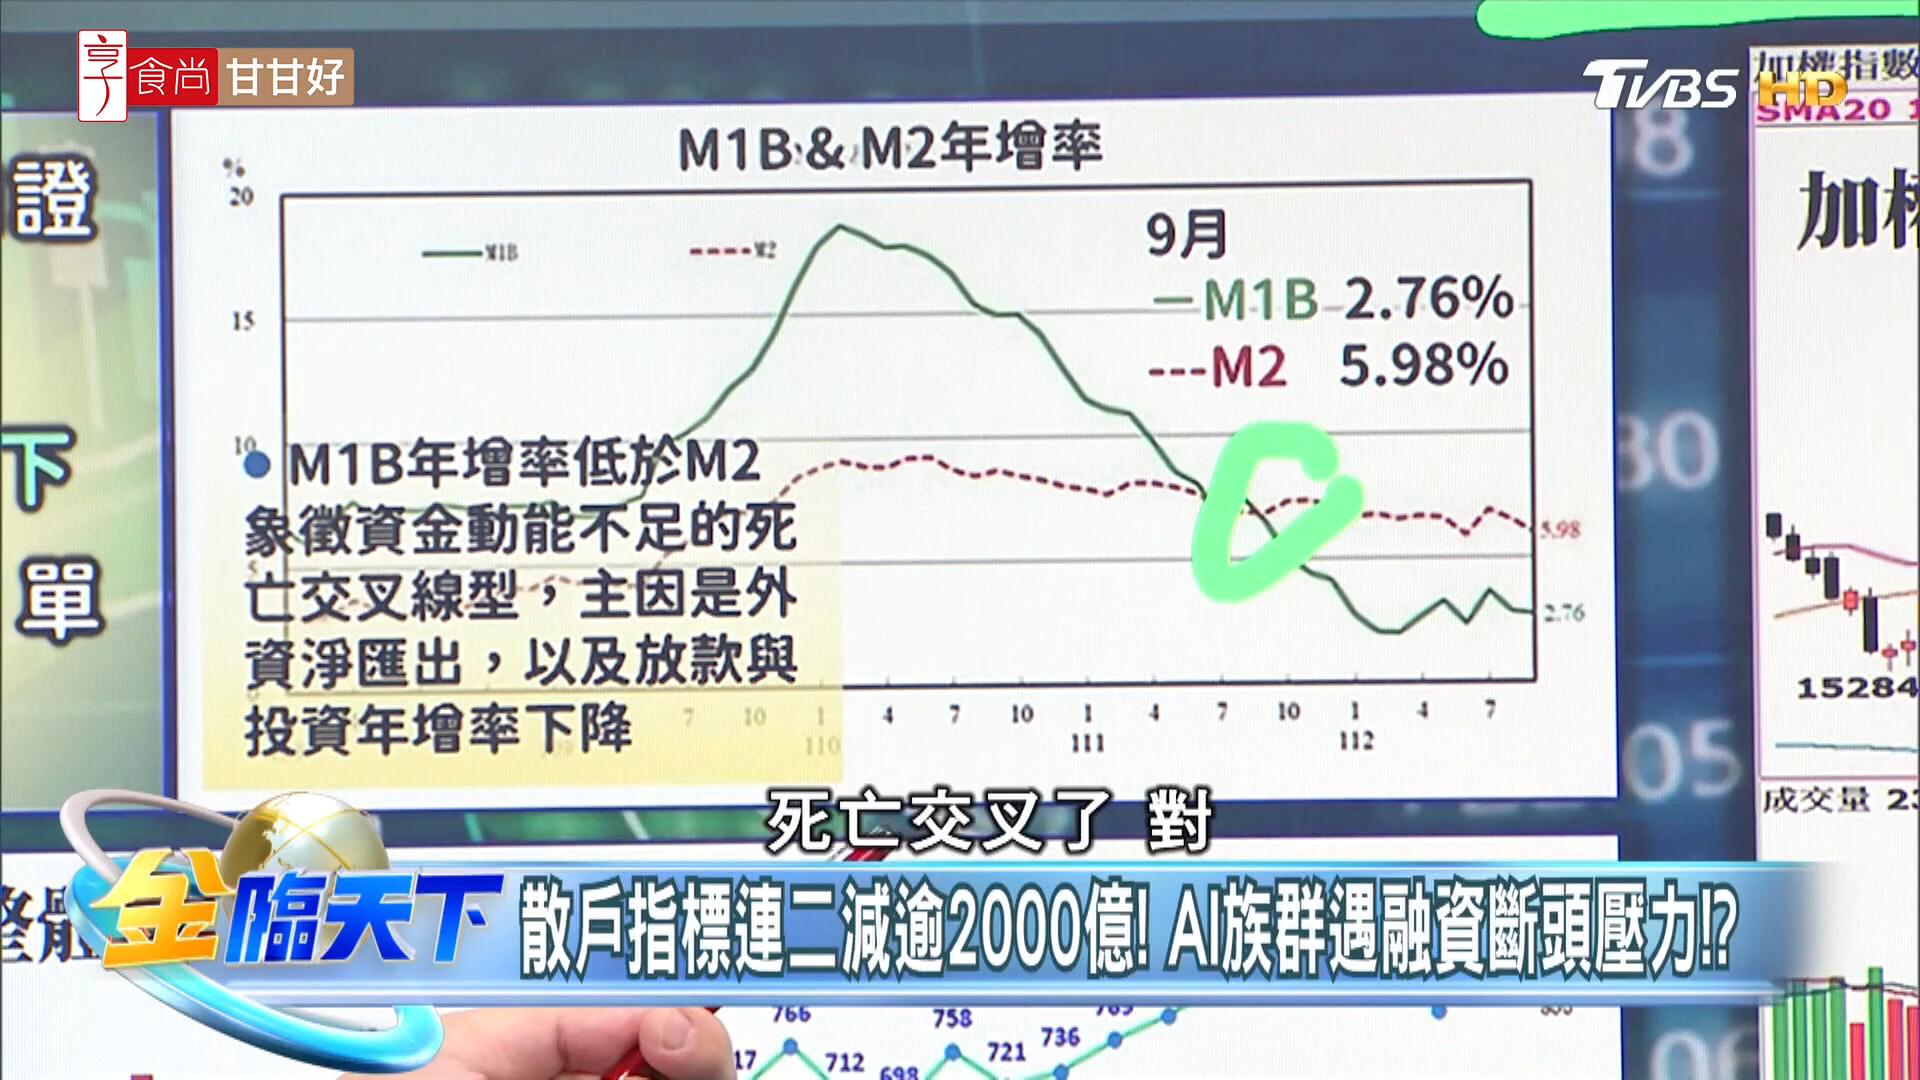 享
食尚 甘甘好
TVBS HD
證
下
單
M1B & M2年增率
%
20
15
10
5
M1B
M2
9月
M1B 2.76%
M2 5.98%
5.98
2.76
M1B年增率低於M2
象徵資金動能不足的死
亡交叉線型，主因是外
資淨匯出，以及放款與
投資年增率下降
7 10 1 4 7 10 1 4 7 10 1 4 7
110 111 112
加權指數
SMA20
加權
15284
成交量
死亡交叉了 對
金臨天下
散戶指標連二減逾2000億! AI族群遇融資斷頭壓力!?
整體
766
712
698
758
721
736